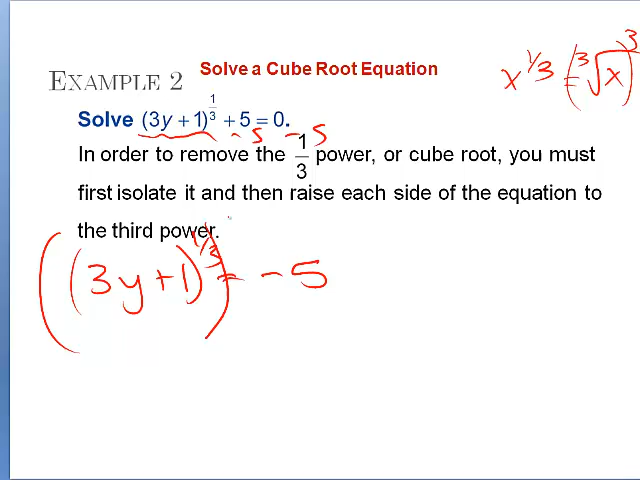 Solve a Cube Root Equation
EXAMPLE 2
x^1/3 = (∛x)^3
Solve (3y + 1)^1/3 + 5 = 0.
- 5 - 5
In order to remove the 1/3 power, or cube root, you must
first isolate it and then raise each side of the equation to
the third power.
((3y+1)^1/3) = -5